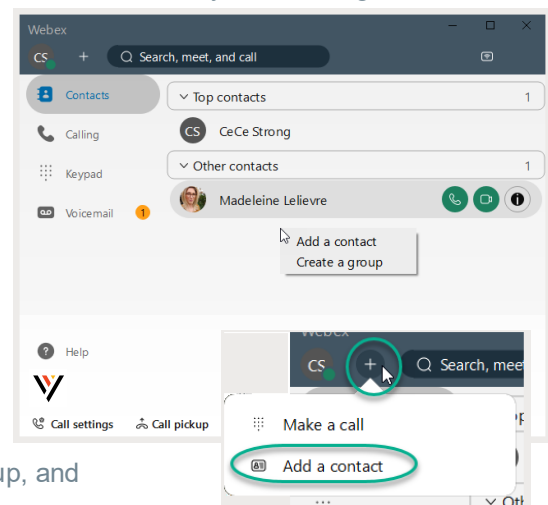 Webex
CS + Search, meet, and call
Contacts
Top contacts 1
Calling
CS CeCe Strong
Keypad
Other contacts 1
Voicemail 1
Madeleine Lelievre
Add a contact
Create a group
? Help
CS + Search, mee
Call settings Call pickup
Make a call
Add a contact
up, and
Oth